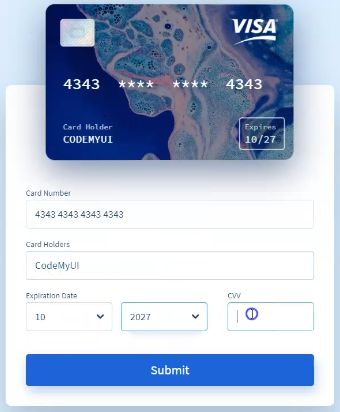 VISA
4343 **** **** 4343
Card Holder
CODEMYUI
Expires
10/27
Card Number
4343 4343 4343 4343
Card Holders
CodeMyUI
Expiration Date
CVV
10
2027
Submit